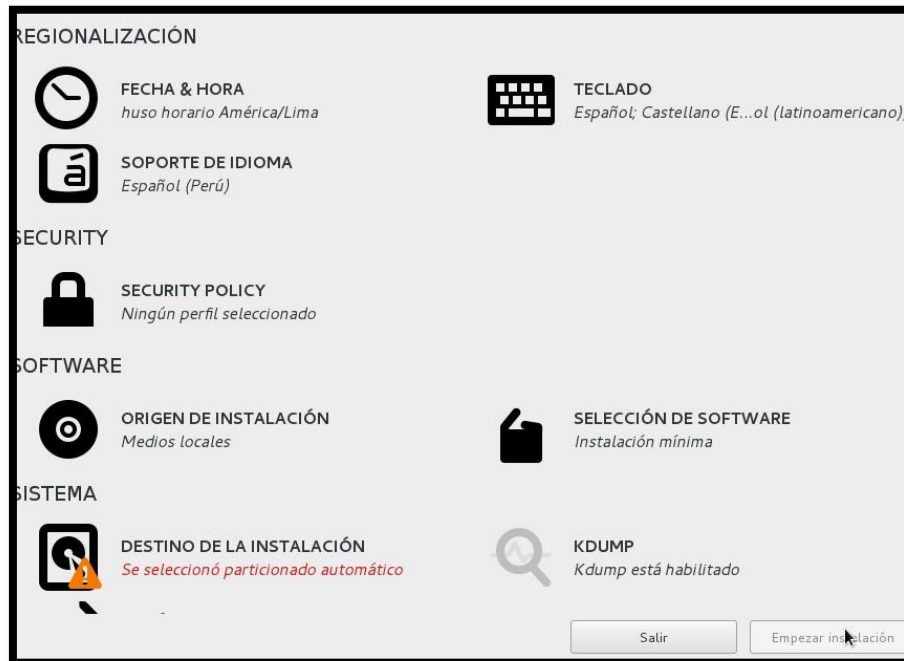 REGIONALIZACIÓN
FECHA & HORA
huso horario América/Lima
TECLADO
Español; Castellano (E...ol (latinoamericano)
SOPORTE DE IDIOMA
Español (Perú)
SECURITY
SECURITY POLICY
Ningún perfil seleccionado
SOFTWARE
ORIGEN DE INSTALACIÓN
Medios locales
SELECCIÓN DE SOFTWARE
Instalación mínima
SISTEMA
DESTINO DE LA INSTALACIÓN
Se seleccionó particionado automático
KDUMP
Kdump está habilitado
Salir
Empezar instalación